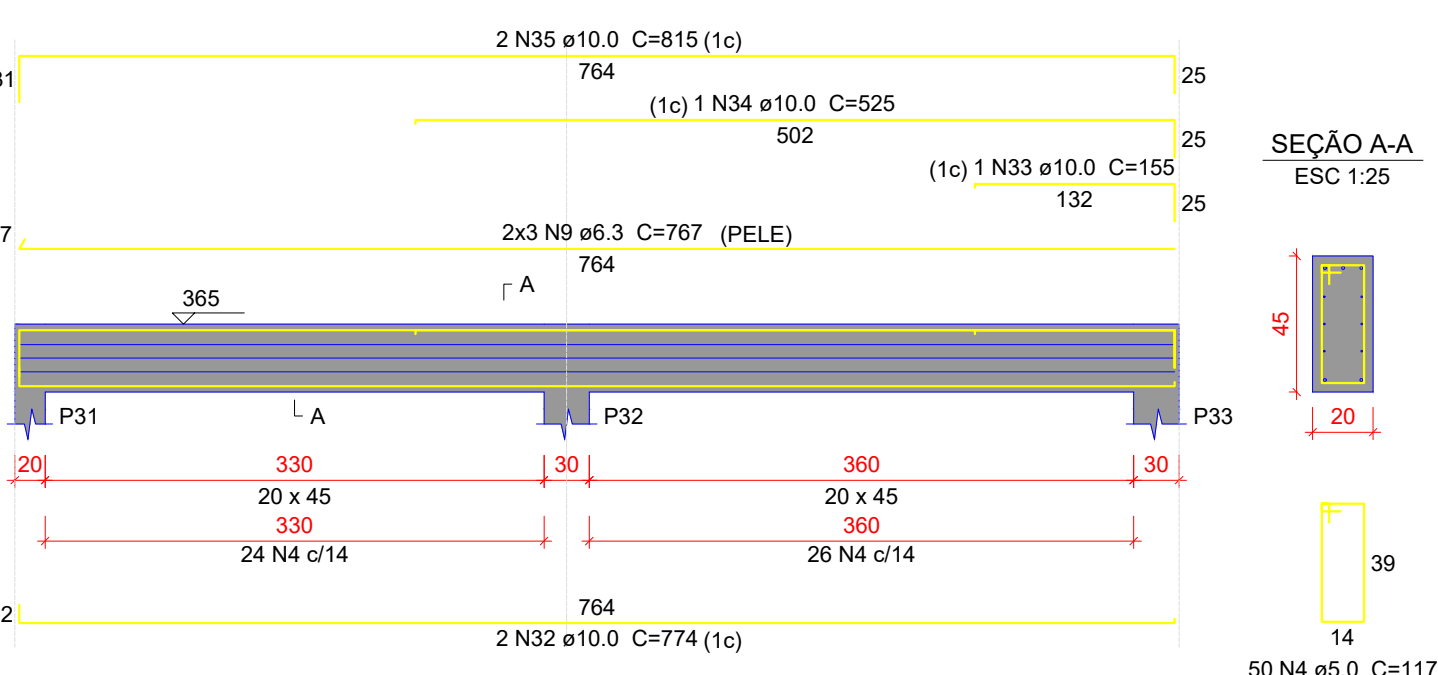 2 N35 ø10.0 C=815 (1c)
31
764
25
(1c) 1 N34 ø10.0 C=525
502
25
SEÇÃO A-A
ESC 1:25
(1c) 1 N33 ø10.0 C=155
132
25
7
2x3 N9 ø6.3 C=767 (PELE)
764
A
365
45
A
P31
P32
P33
20
20
330
30
360
30
20 x 45
20 x 45
330
360
24 N4 c/14
26 N4 c/14
39
2
764
2 N32 ø10.0 C=774 (1c)
14
50 N4 ø5.0 C=117